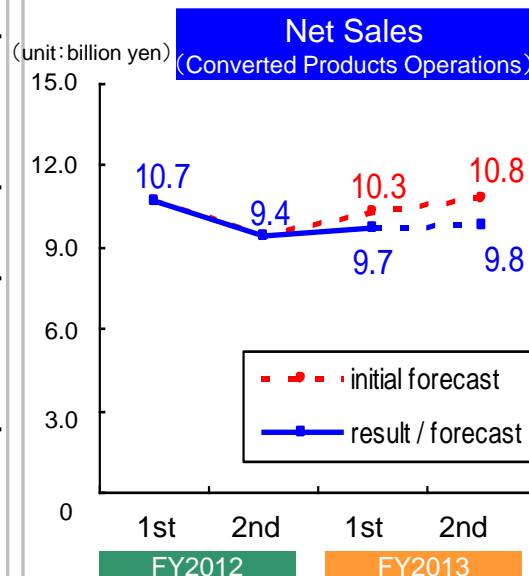 Net Sales
(Converted Products Operations)
(unit:billion yen)
15.0
12.0
9.0
6.0
3.0
0
10.7
9.4
10.3
10.8
9.7
9.8
initial forecast
result / forecast
1st 2nd 1st 2nd
FY2012 FY2013